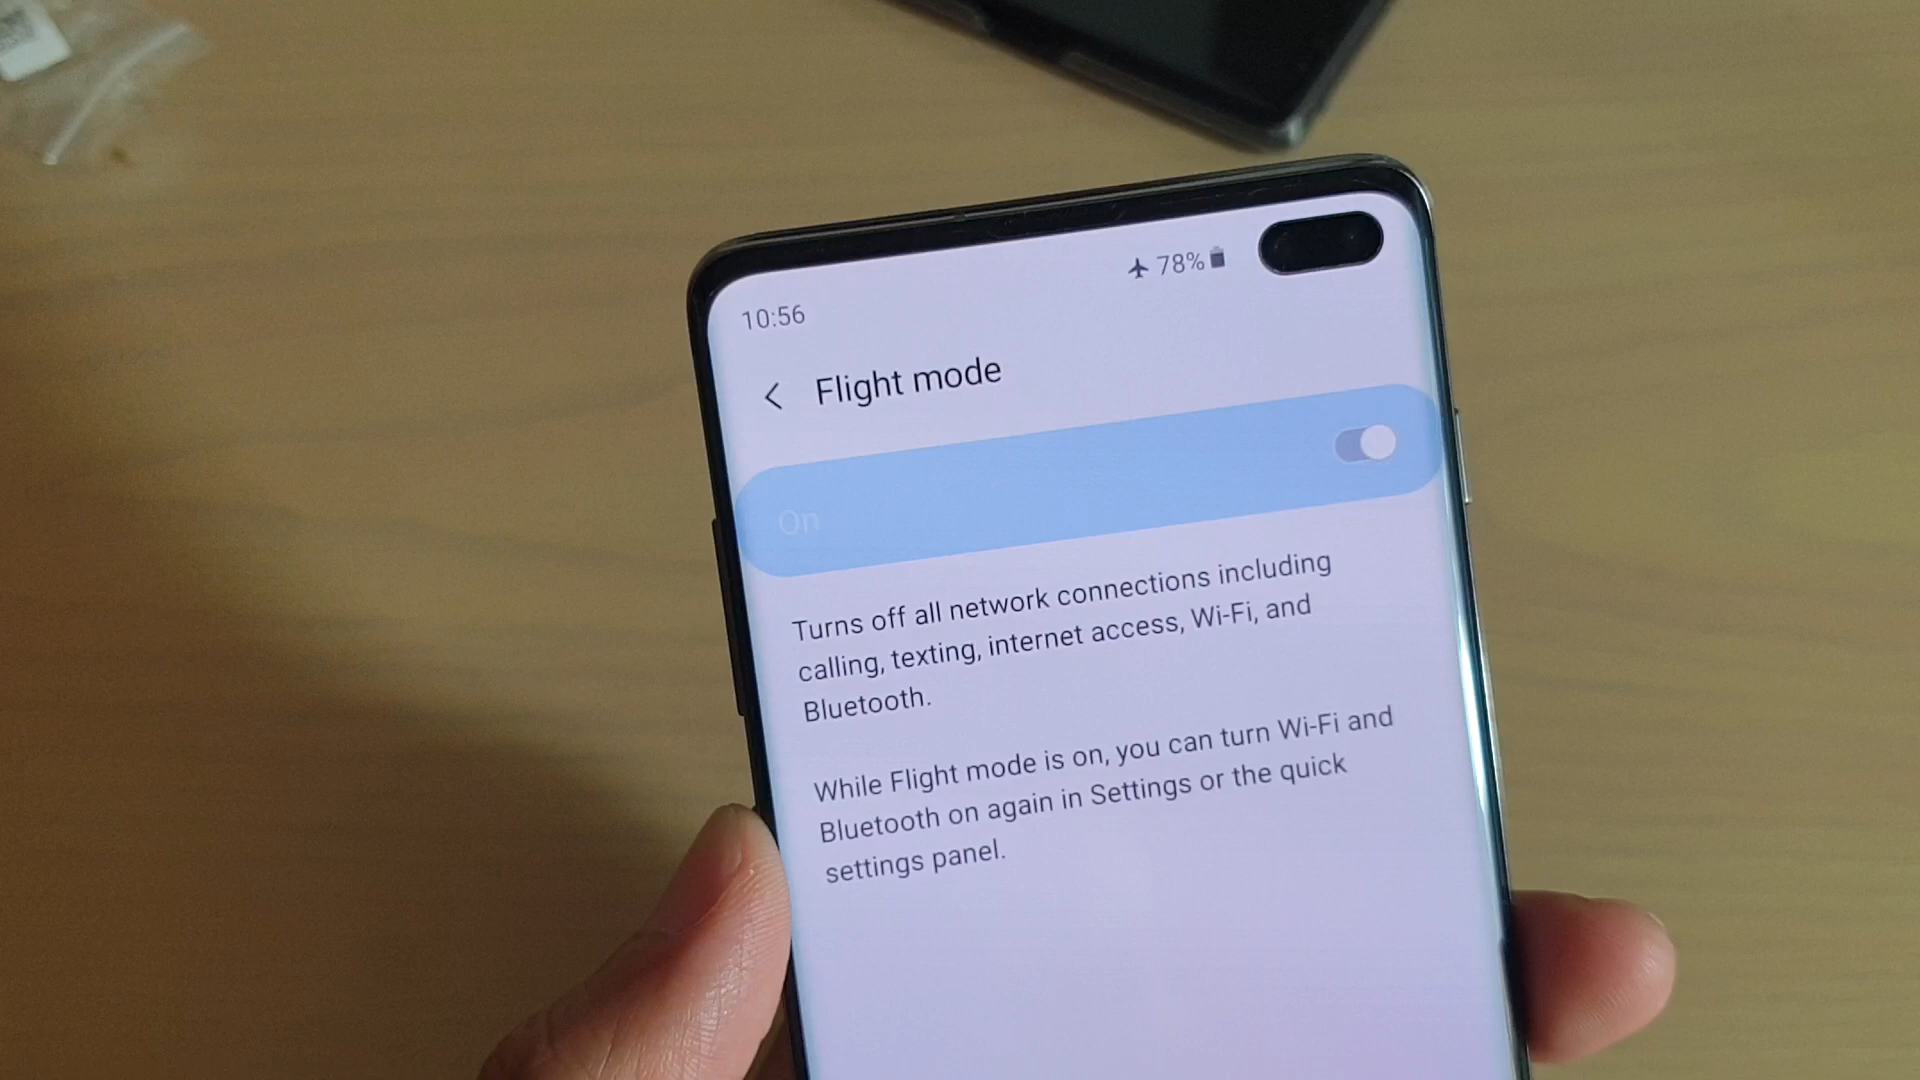 78%
10:56
Flight mode
On
Turns off all network connections including
calling, texting, internet access, Wi-Fi, and
Bluetooth.
While Flight mode is on, you can turn Wi-Fi and
Bluetooth on again in Settings or the quick
settings panel.